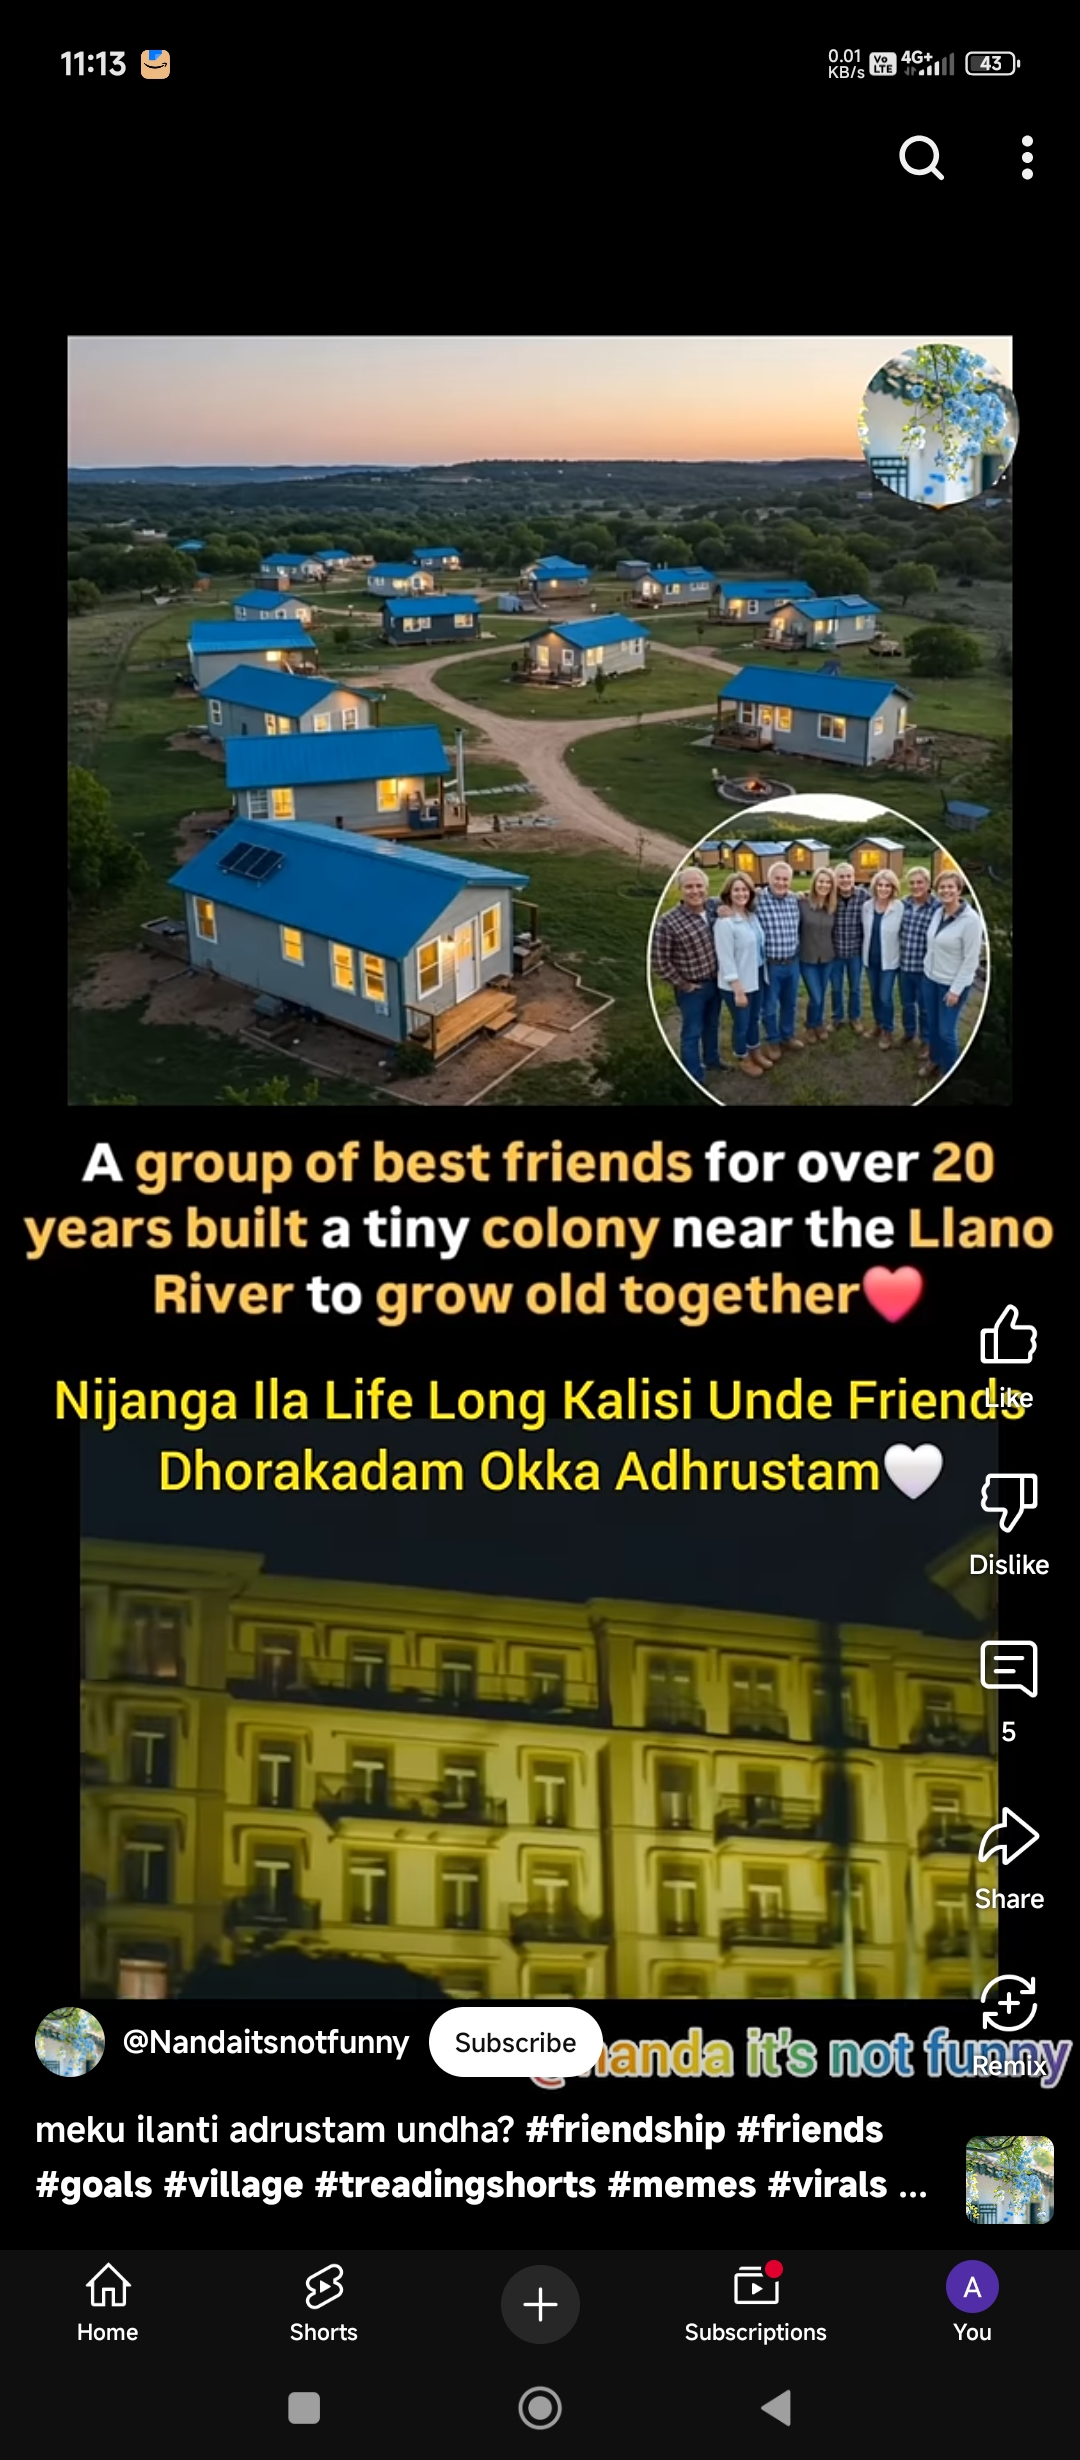 11:13
0.01
KB/s
Vo
LTE
4G+
43
A group of best friends for over 20
years built a tiny colony near the Llano
River to grow old together❤️
Nijanga Ila Life Long Kalisi Unde Friends
Dhorakadam Okka Adhrustam🤍
Like
Dislike
5
Share
Remix
@Nandaitsnotfunny
Subscribe
nanda it's not funny
meku ilanti adrustam undha? #friendship #friends
#goals #village #treadingshorts #memes #virals ...
Home
Shorts
Subscriptions
A
You